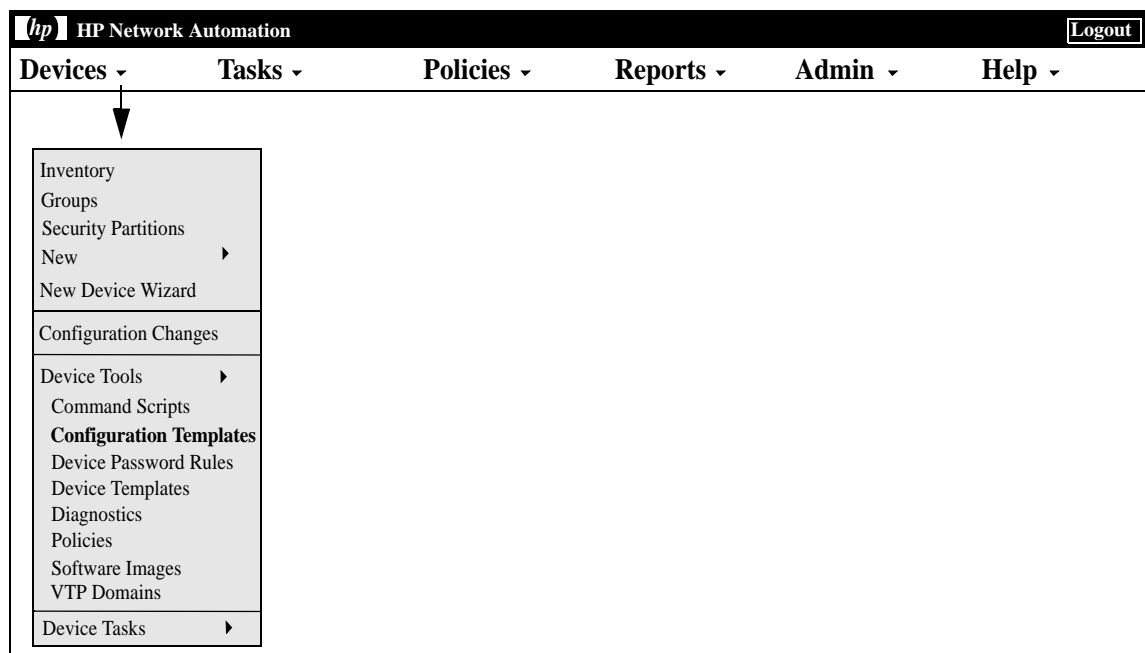 hp HP Network Automation Logout
Devices Tasks Policies Reports Admin Help
Inventory
Groups
Security Partitions
New
New Device Wizard
Configuration Changes
Device Tools
Command Scripts
Configuration Templates
Device Password Rules
Device Templates
Diagnostics
Policies
Software Images
VTP Domains
Device Tasks